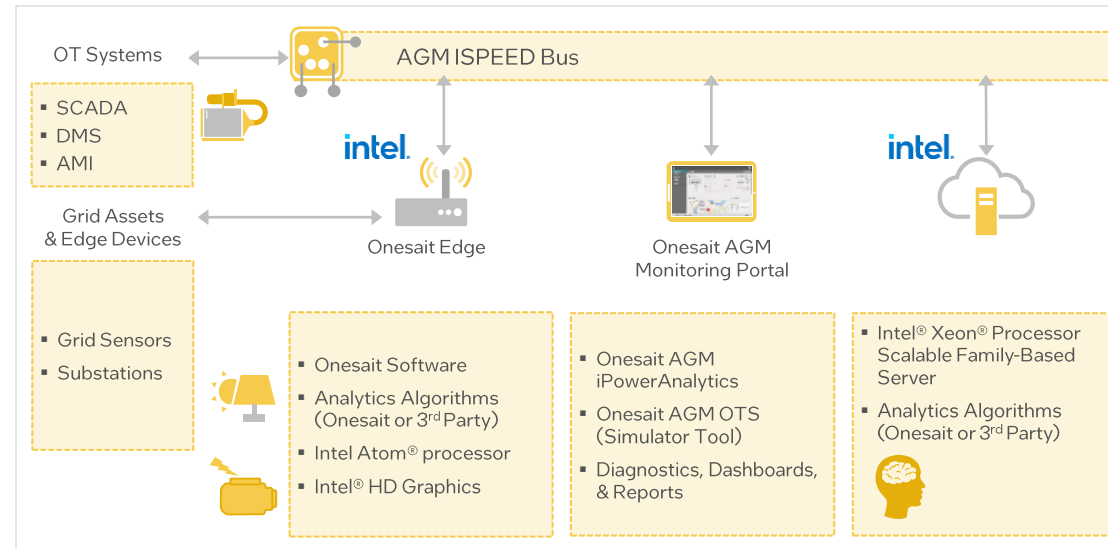 OT Systems
AGM ISPEED Bus
▪ SCADA
▪ DMS
▪ AMI
intel.
intel.
Grid Assets
& Edge Devices
Onesait Edge
Onesait AGM
Monitoring Portal
▪ Grid Sensors
▪ Substations
▪ Onesait Software
▪ Analytics Algorithms
(Onesait or 3rd Party)
▪ Intel Atom® processor
▪ Intel® HD Graphics
▪ Onesait AGM
iPowerAnalytics
▪ Onesait AGM OTS
(Simulator Tool)
▪ Diagnostics, Dashboards,
& Reports
▪ Intel® Xeon® Processor
Scalable Family-Based
Server
▪ Analytics Algorithms
(Onesait or 3rd Party)